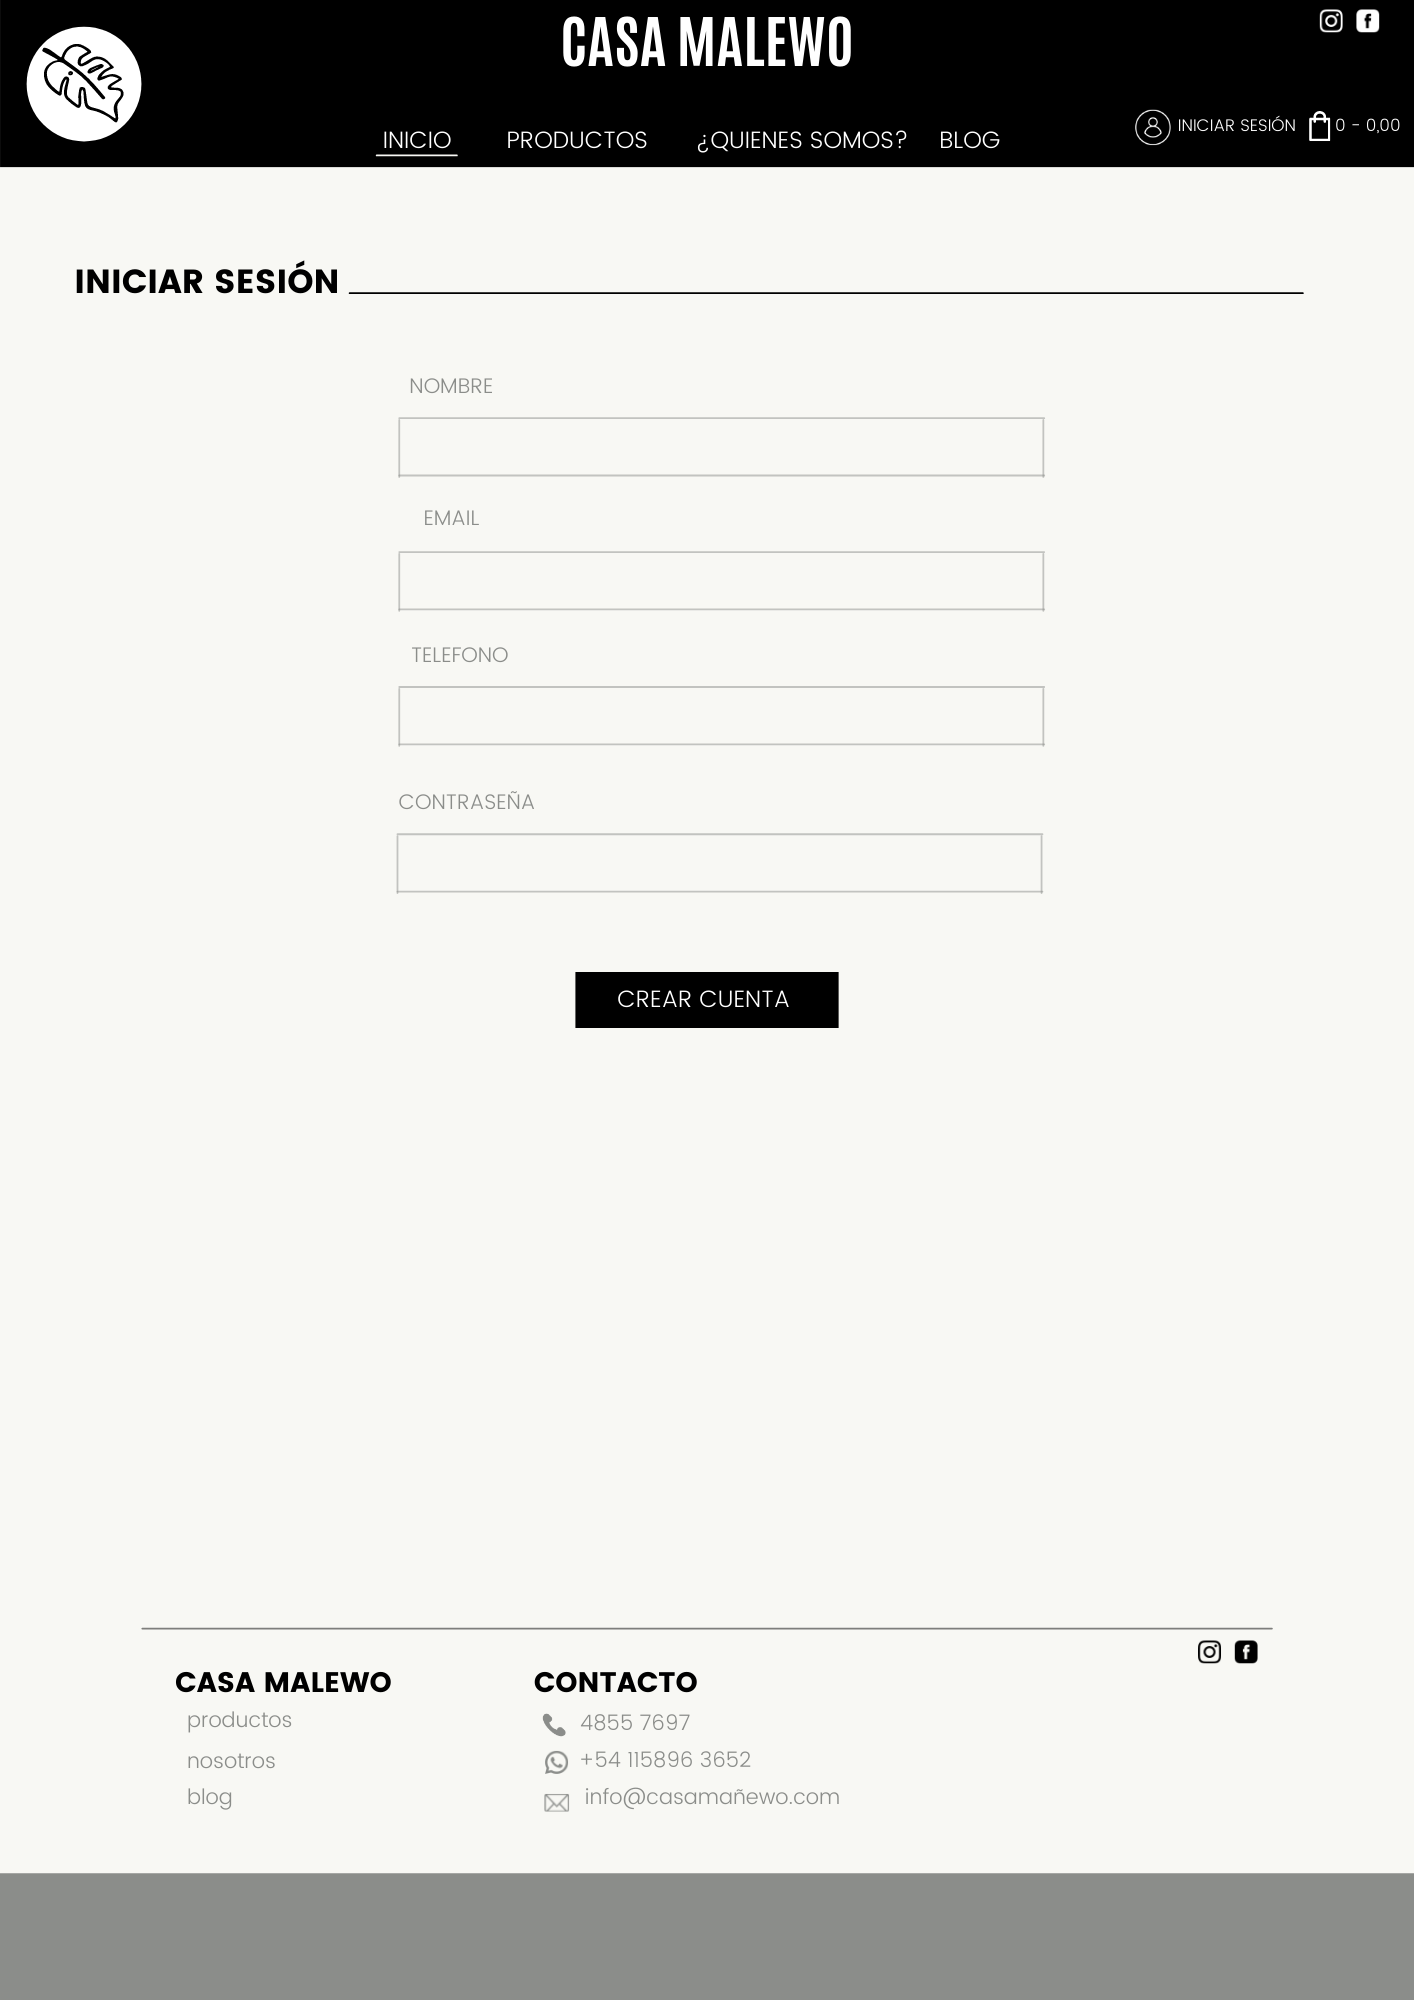 CASA MALEWO
INICIO PRODUCTOS ¿QUIENES SOMOS? BLOG
INICIAR SESIÓN 0 - 0,00
INICIAR SESIÓN
NOMBRE
EMAIL
TELEFONO
CONTRASEÑA
CREAR CUENTA
CASA MALEWO
productos
nosotros
blog
CONTACTO
4855 7697
+54 115896 3652
info@casamañewo.com